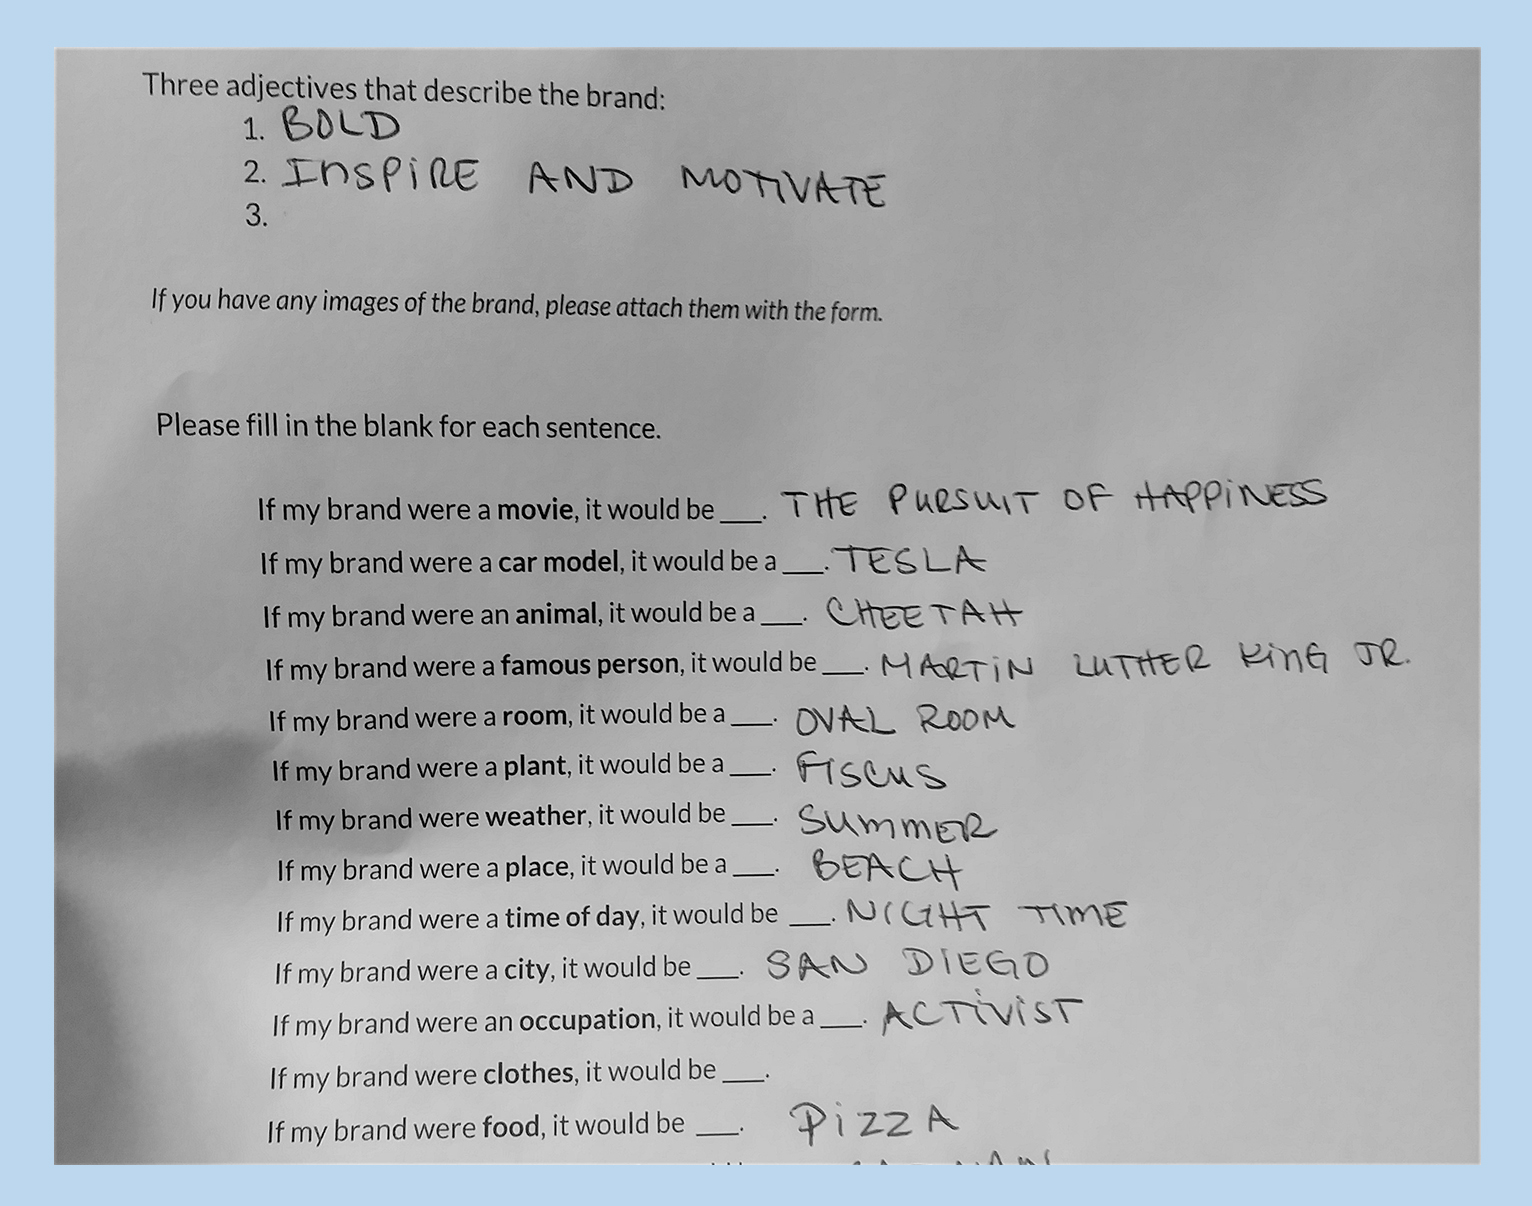 Three adjectives that describe the brand:
1. BOLD
2. INSPIRE AND MOTIVATE
3.
If you have any images of the brand, please attach them with the form.
Please fill in the blank for each sentence.
If my brand were a movie, it would be ___. THE PURSUIT OF HAPPINESS
If my brand were a car model, it would be a ___. TESLA
If my brand were an animal, it would be a ___. CHEETAH
If my brand were a famous person, it would be ___. MARTIN LUTHER KING JR.
If my brand were a room, it would be a ___. OVAL ROOM
If my brand were a plant, it would be a ___. FISCUS
If my brand were weather, it would be ___. SUMMER
If my brand were a place, it would be a ___. BEACH
If my brand were a time of day, it would be ___. NIGHT TIME
If my brand were a city, it would be ___. SAN DIEGO
If my brand were an occupation, it would be a ___. ACTIVIST
If my brand were clothes, it would be ___.
If my brand were food, it would be ___. PIZZA